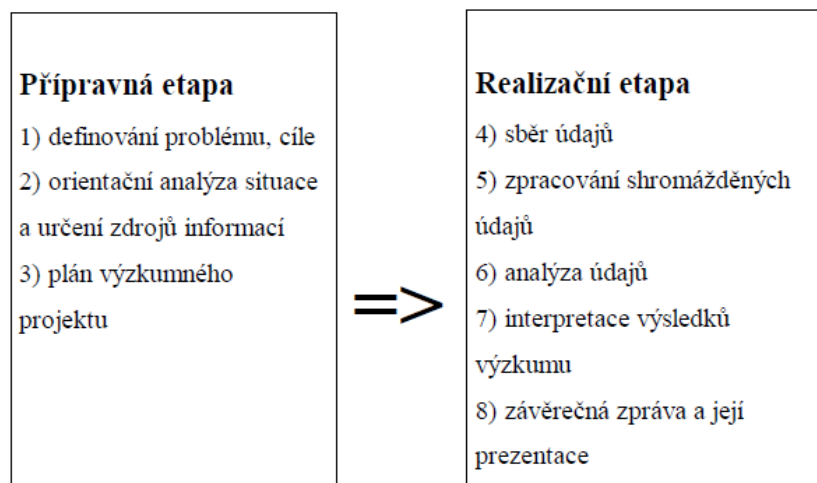 Přípravná etapa
1) definování problému, cíle
2) orientační analýza situace
a určení zdrojů informací
3) plán výzkumného
projektu
=>
Realizační etapa
4) sběr údajů
5) zpracování shromážděných
údajů
6) analýza údajů
7) interpretace výsledků
výzkumu
8) závěrečná zpráva a její
prezentace